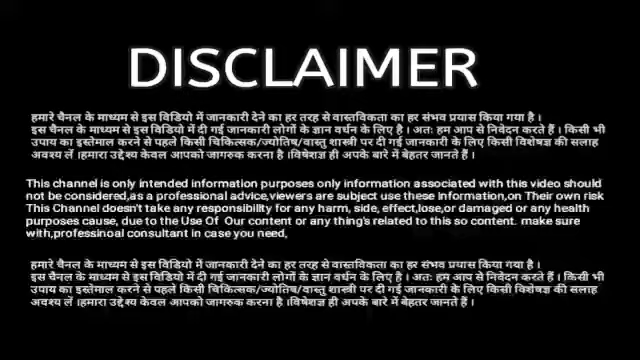 DISCLAIMER
हमारे चैनल के माध्यम से इस विडियो में जानकारी देने का हर तरह से वास्तविकता का हर संभव प्रयास किया गया है ।
इस चैनल के माध्यम से इस विडियो में दी गई जानकारी लोगों के ज्ञान वर्धन के लिए है । अतः हम आप से निवेदन करते हैं । किसी भी
उपाय का इस्तेमाल करने से पहले किसी चिकित्सक/ज्योतिष/वास्तु शास्त्री पर दी गई जानकारी के लिए किसी विशेषज्ञ की सलाह
अवश्य लें ।हमारा उद्देश्य केवल आपको जागरुक करना है ।विषेशज्ञ ही अपके बारे में बेहतर जानते हैं ।
This channel is only intended information purposes only information associated with this video should
not be considered,as a professional advice,viewers are subject use these Information,on Their own risk
This Channel doesn't take any responsibility for any harm, side, effect,lose,or damaged or any health
purposes cause, due to the Use Of Our content or any thing's related to this so content. make sure
with,professinoal consultant in case you need,
हमारे चैनल के माध्यम से इस विडियो में जानकारी देने का हर तरह से वास्तविकता का हर संभव प्रयास किया गया है ।
इस चैनल के माध्यम से इस विडियो में दी गई जानकारी लोगों के ज्ञान वर्धन के लिए है । अतः हम आप से निवेदन करते हैं । किसी भी
उपाय का इस्तेमाल करने से पहले किसी चिकित्सक/ज्योतिष/वास्तु शास्त्री पर दी गई जानकारी के लिए किसी विशेषज्ञ की सलाह
अवश्य लें ।हमारा उद्देश्य केवल आपको जागरुक करना है ।विषेशज्ञ ही अपके बारे में बेहतर जानते हैं ।